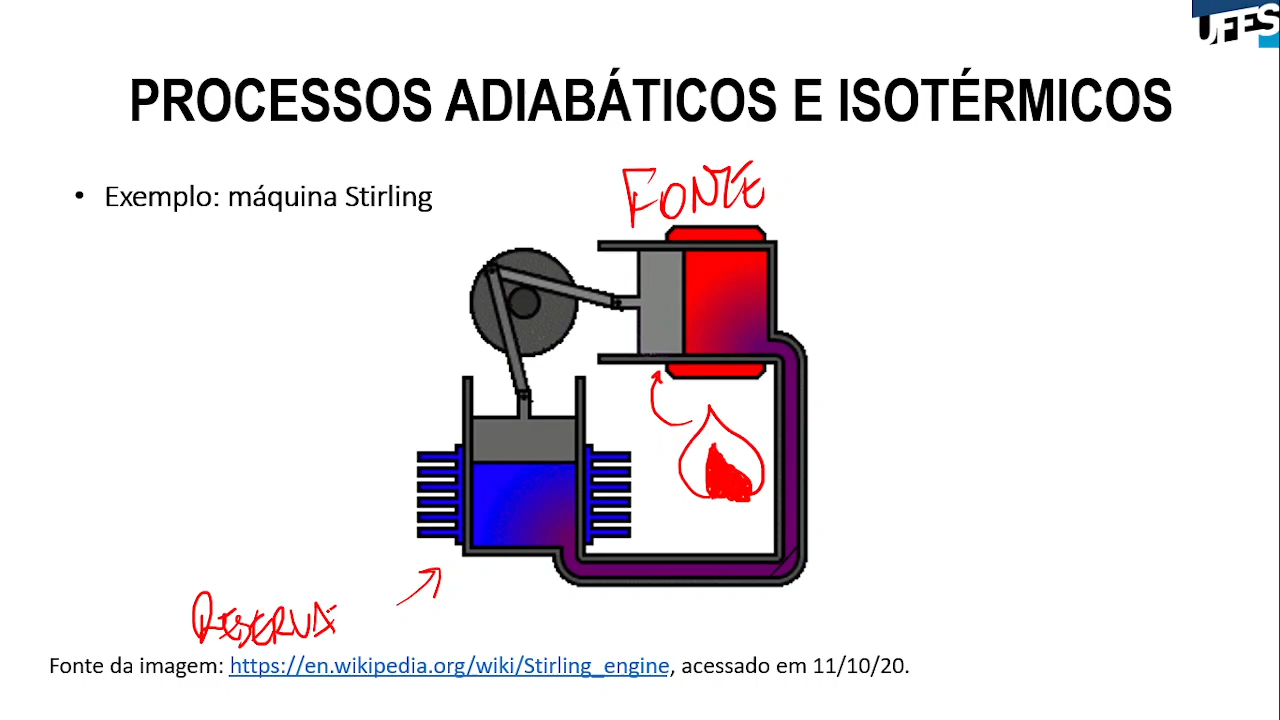 UFES
PROCESSOS ADIABÁTICOS E ISOTÉRMICOS
• Exemplo: máquina Stirling
FONTE
RESERVA
Fonte da imagem: https://en.wikipedia.org/wiki/Stirling_engine, acessado em 11/10/20.